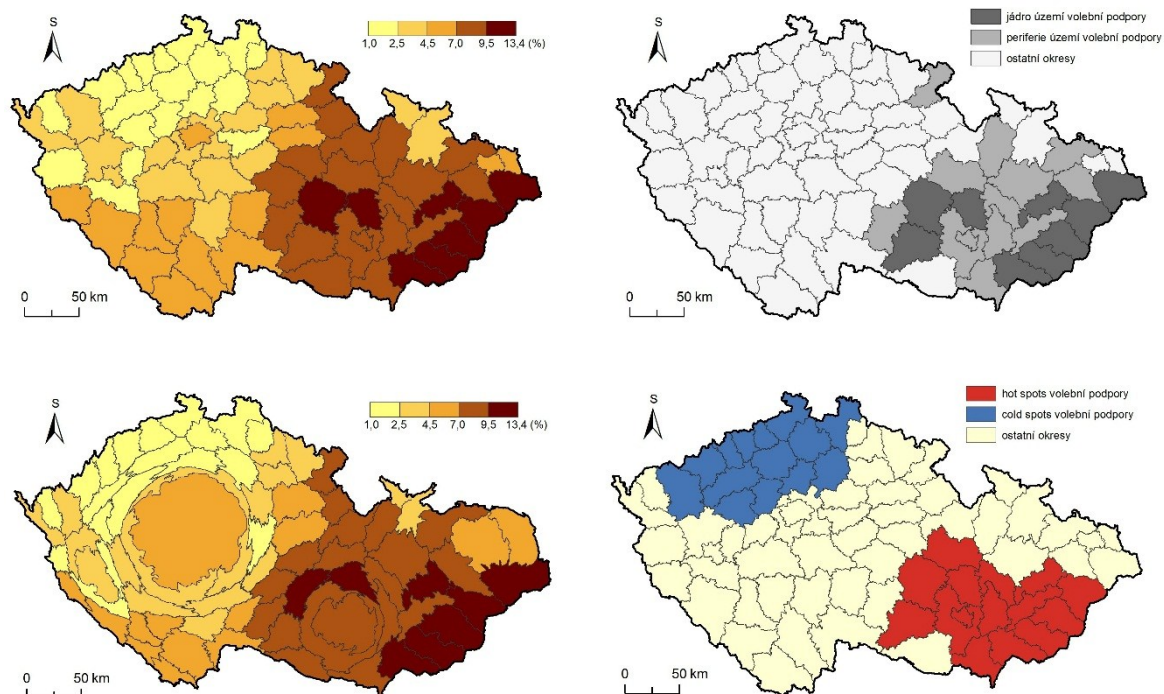 S
1,0 2,5 4,5 7,0 9,5 13,4 (%)
0 50 km
jádro území volební podpory
periferie území volební podpory
ostatní okresy
S
0 50 km
S
1,0 2,5 4,5 7,0 9,5 13,4 (%)
0 50 km
hot spots volební podpory
cold spots volební podpory
ostatní okresy
S
0 50 km